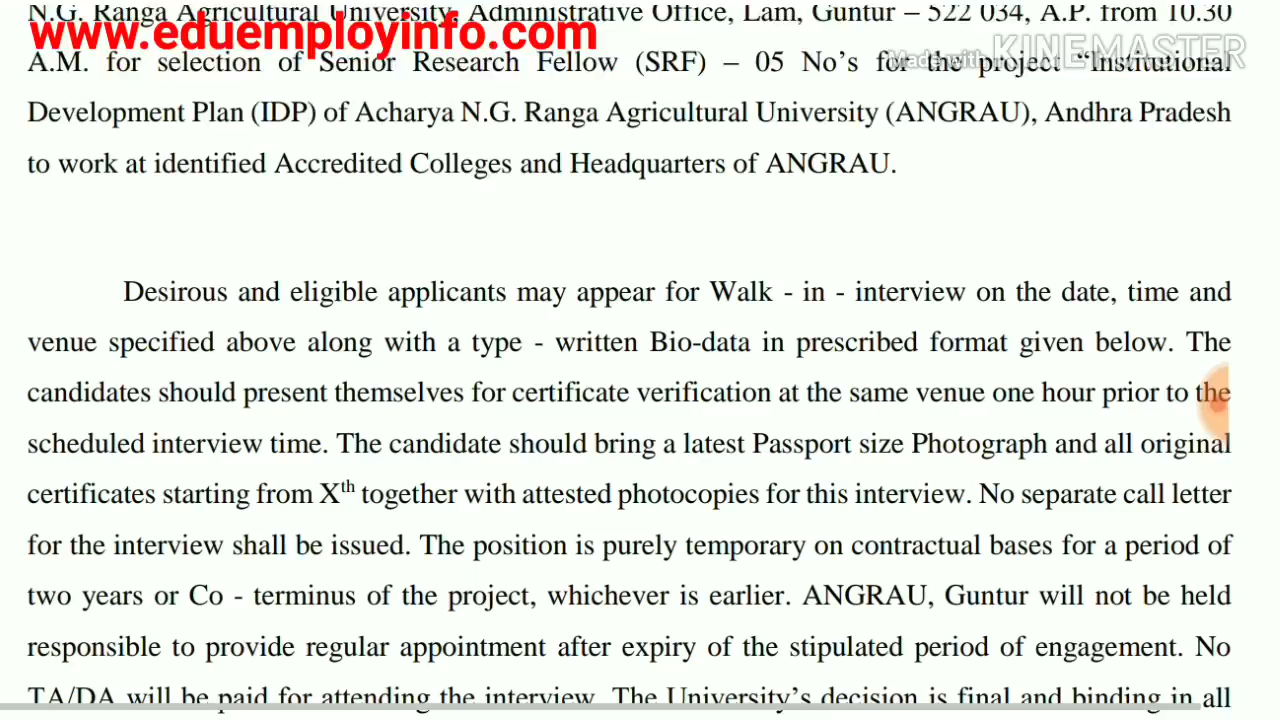 N.G. Ranga Agricultural University, Administrative Office, Lam, Guntur – 522 034, A.P. from 10.30
www.eduemployinfo.com
Made with KINEMASTER
A.M. for selection of Senior Research Fellow (SRF) – 05 No’s for the project “Institutional
Development Plan (IDP) of Acharya N.G. Ranga Agricultural University (ANGRAU), Andhra Pradesh
to work at identified Accredited Colleges and Headquarters of ANGRAU.
Desirous and eligible applicants may appear for Walk - in - interview on the date, time and
venue specified above along with a type - written Bio-data in prescribed format given below. The
candidates should present themselves for certificate verification at the same venue one hour prior to the
scheduled interview time. The candidate should bring a latest Passport size Photograph and all original
certificates starting from Xth together with attested photocopies for this interview. No separate call letter
for the interview shall be issued. The position is purely temporary on contractual bases for a period of
two years or Co - terminus of the project, whichever is earlier. ANGRAU, Guntur will not be held
responsible to provide regular appointment after expiry of the stipulated period of engagement. No
TA/DA will be paid for attending the interview. The University’s decision is final and binding in all